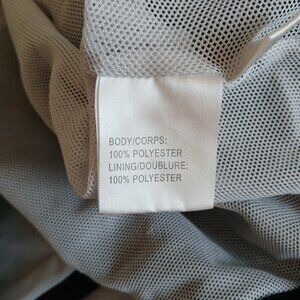 BODY/CORPS:
100% POLYESTER
LINING/DOUBLURE:
100% POLYESTER